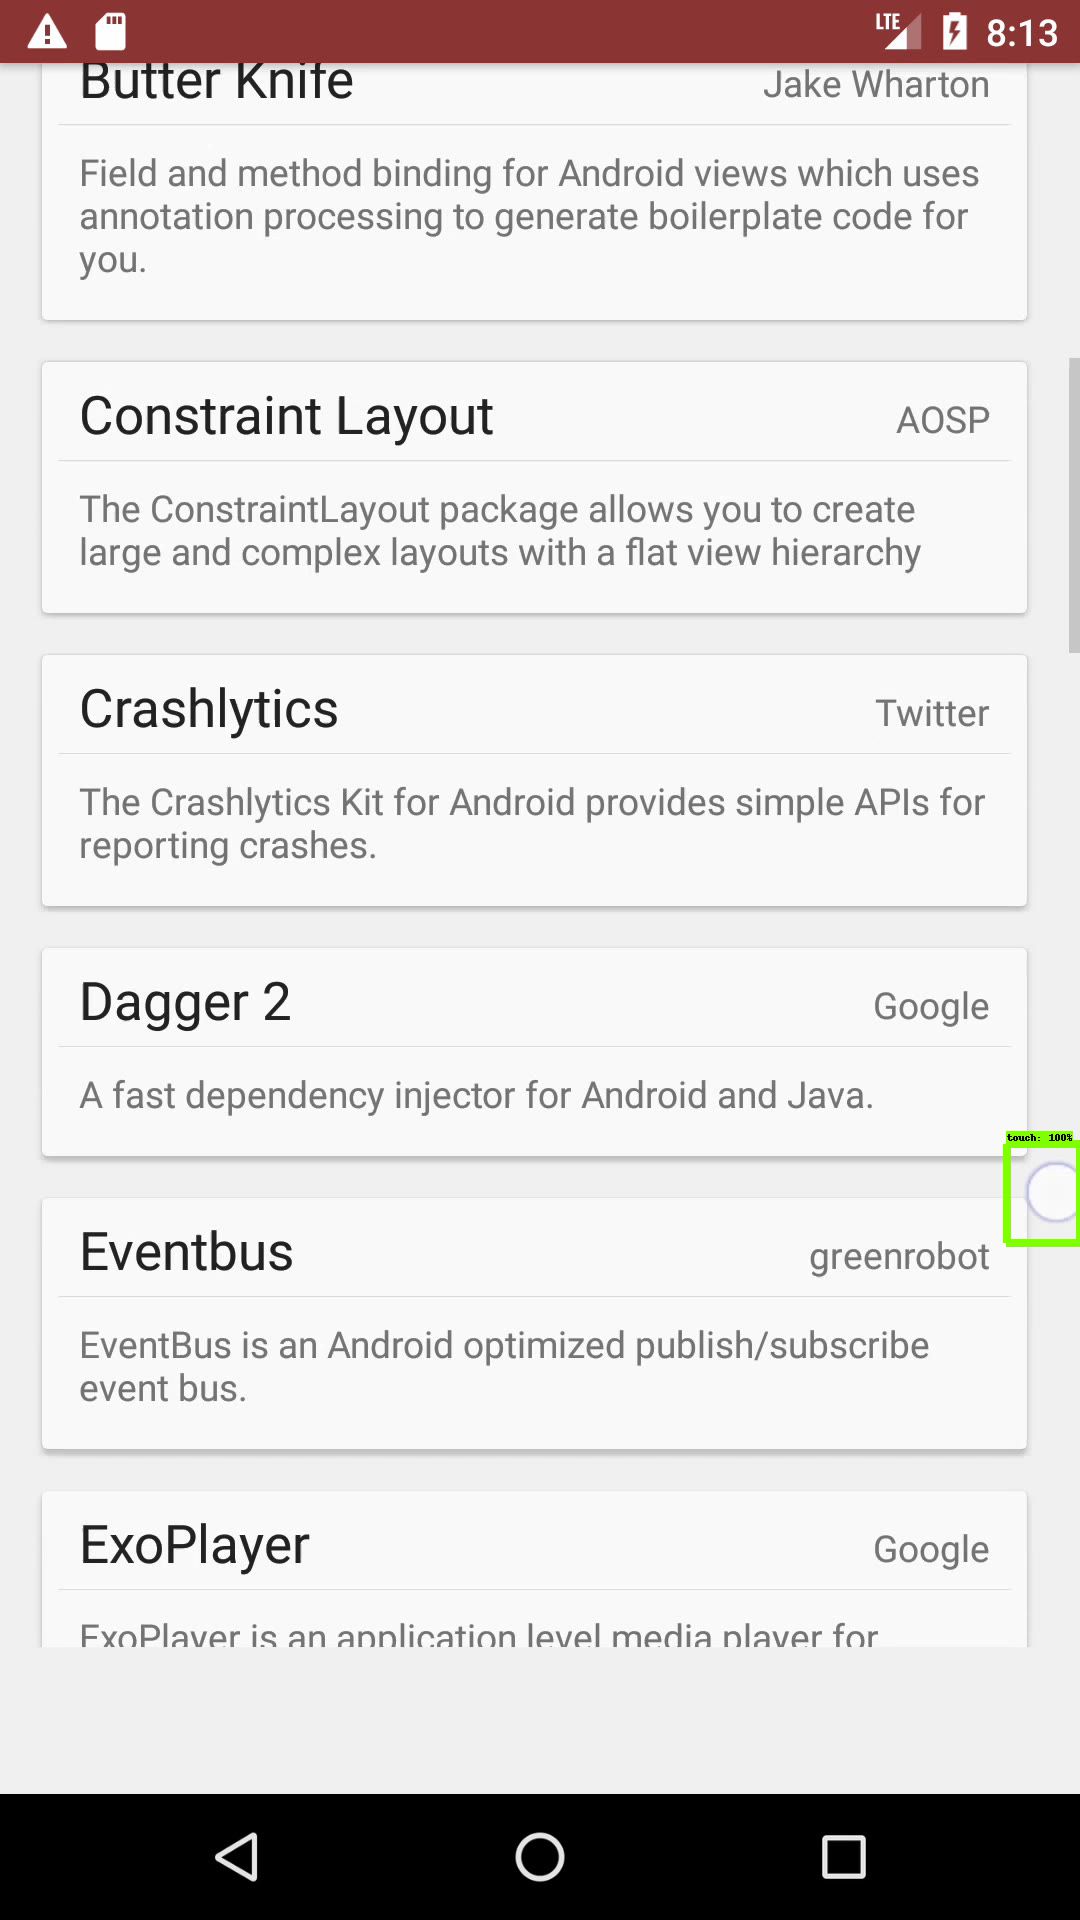 LTE 8:13
Butter Knife Jake Wharton
Field and method binding for Android views which uses
annotation processing to generate boilerplate code for
you.
Constraint Layout AOSP
The ConstraintLayout package allows you to create
large and complex layouts with a flat view hierarchy
Crashlytics Twitter
The Crashlytics Kit for Android provides simple APIs for
reporting crashes.
Dagger 2 Google
A fast dependency injector for Android and Java.
touch: 100%
Eventbus greenrobot
EventBus is an Android optimized publish/subscribe
event bus.
ExoPlayer Google
ExoPlayer is an application level media player for